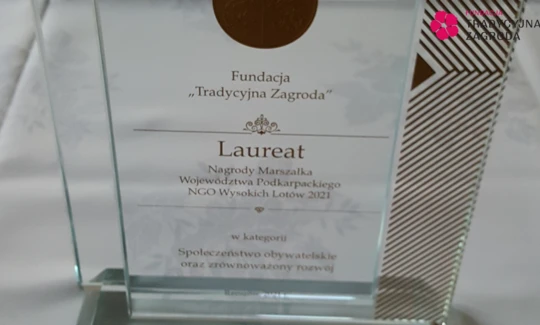 Fundacja
TRADYCYJNA
ZAGRODA
Fundacja
„Tradycyjna Zagroda”
Laureat
Nagrody Marszałka
Województwa Podkarpackiego
NGO Wysokich Lotów 2021
w kategorii
Społeczeństwo obywatelskie
oraz zrównoważony rozwój